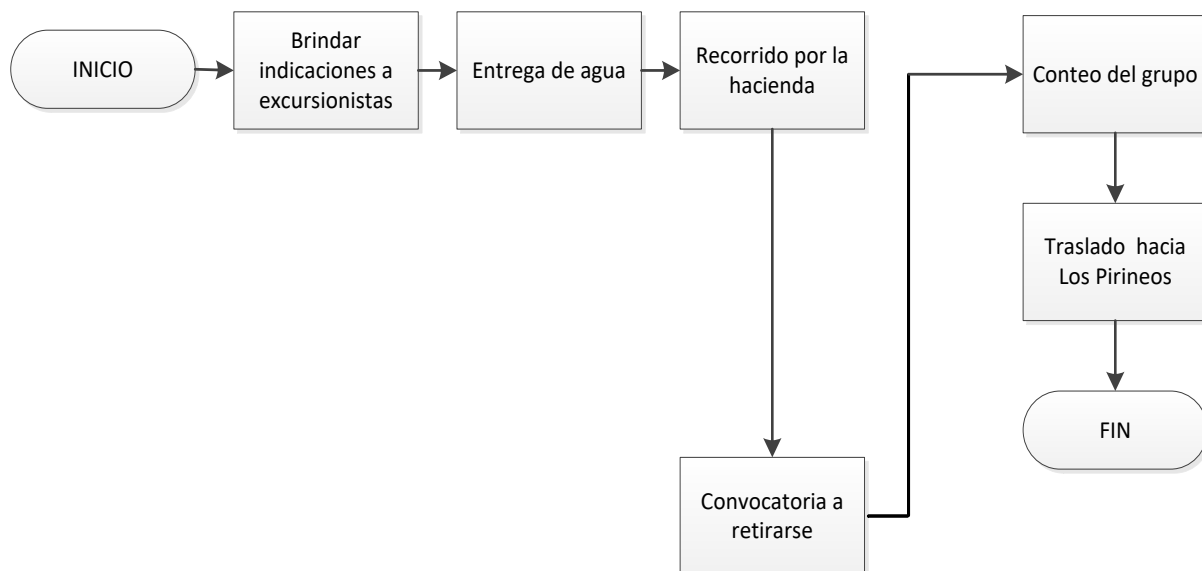 INICIO
Brindar
indicaciones a
excursionistas
Entrega de agua
Recorrido por la
hacienda
Convocatoria a
retirarse
Conteo del grupo
Traslado hacia
Los Pirineos
FIN